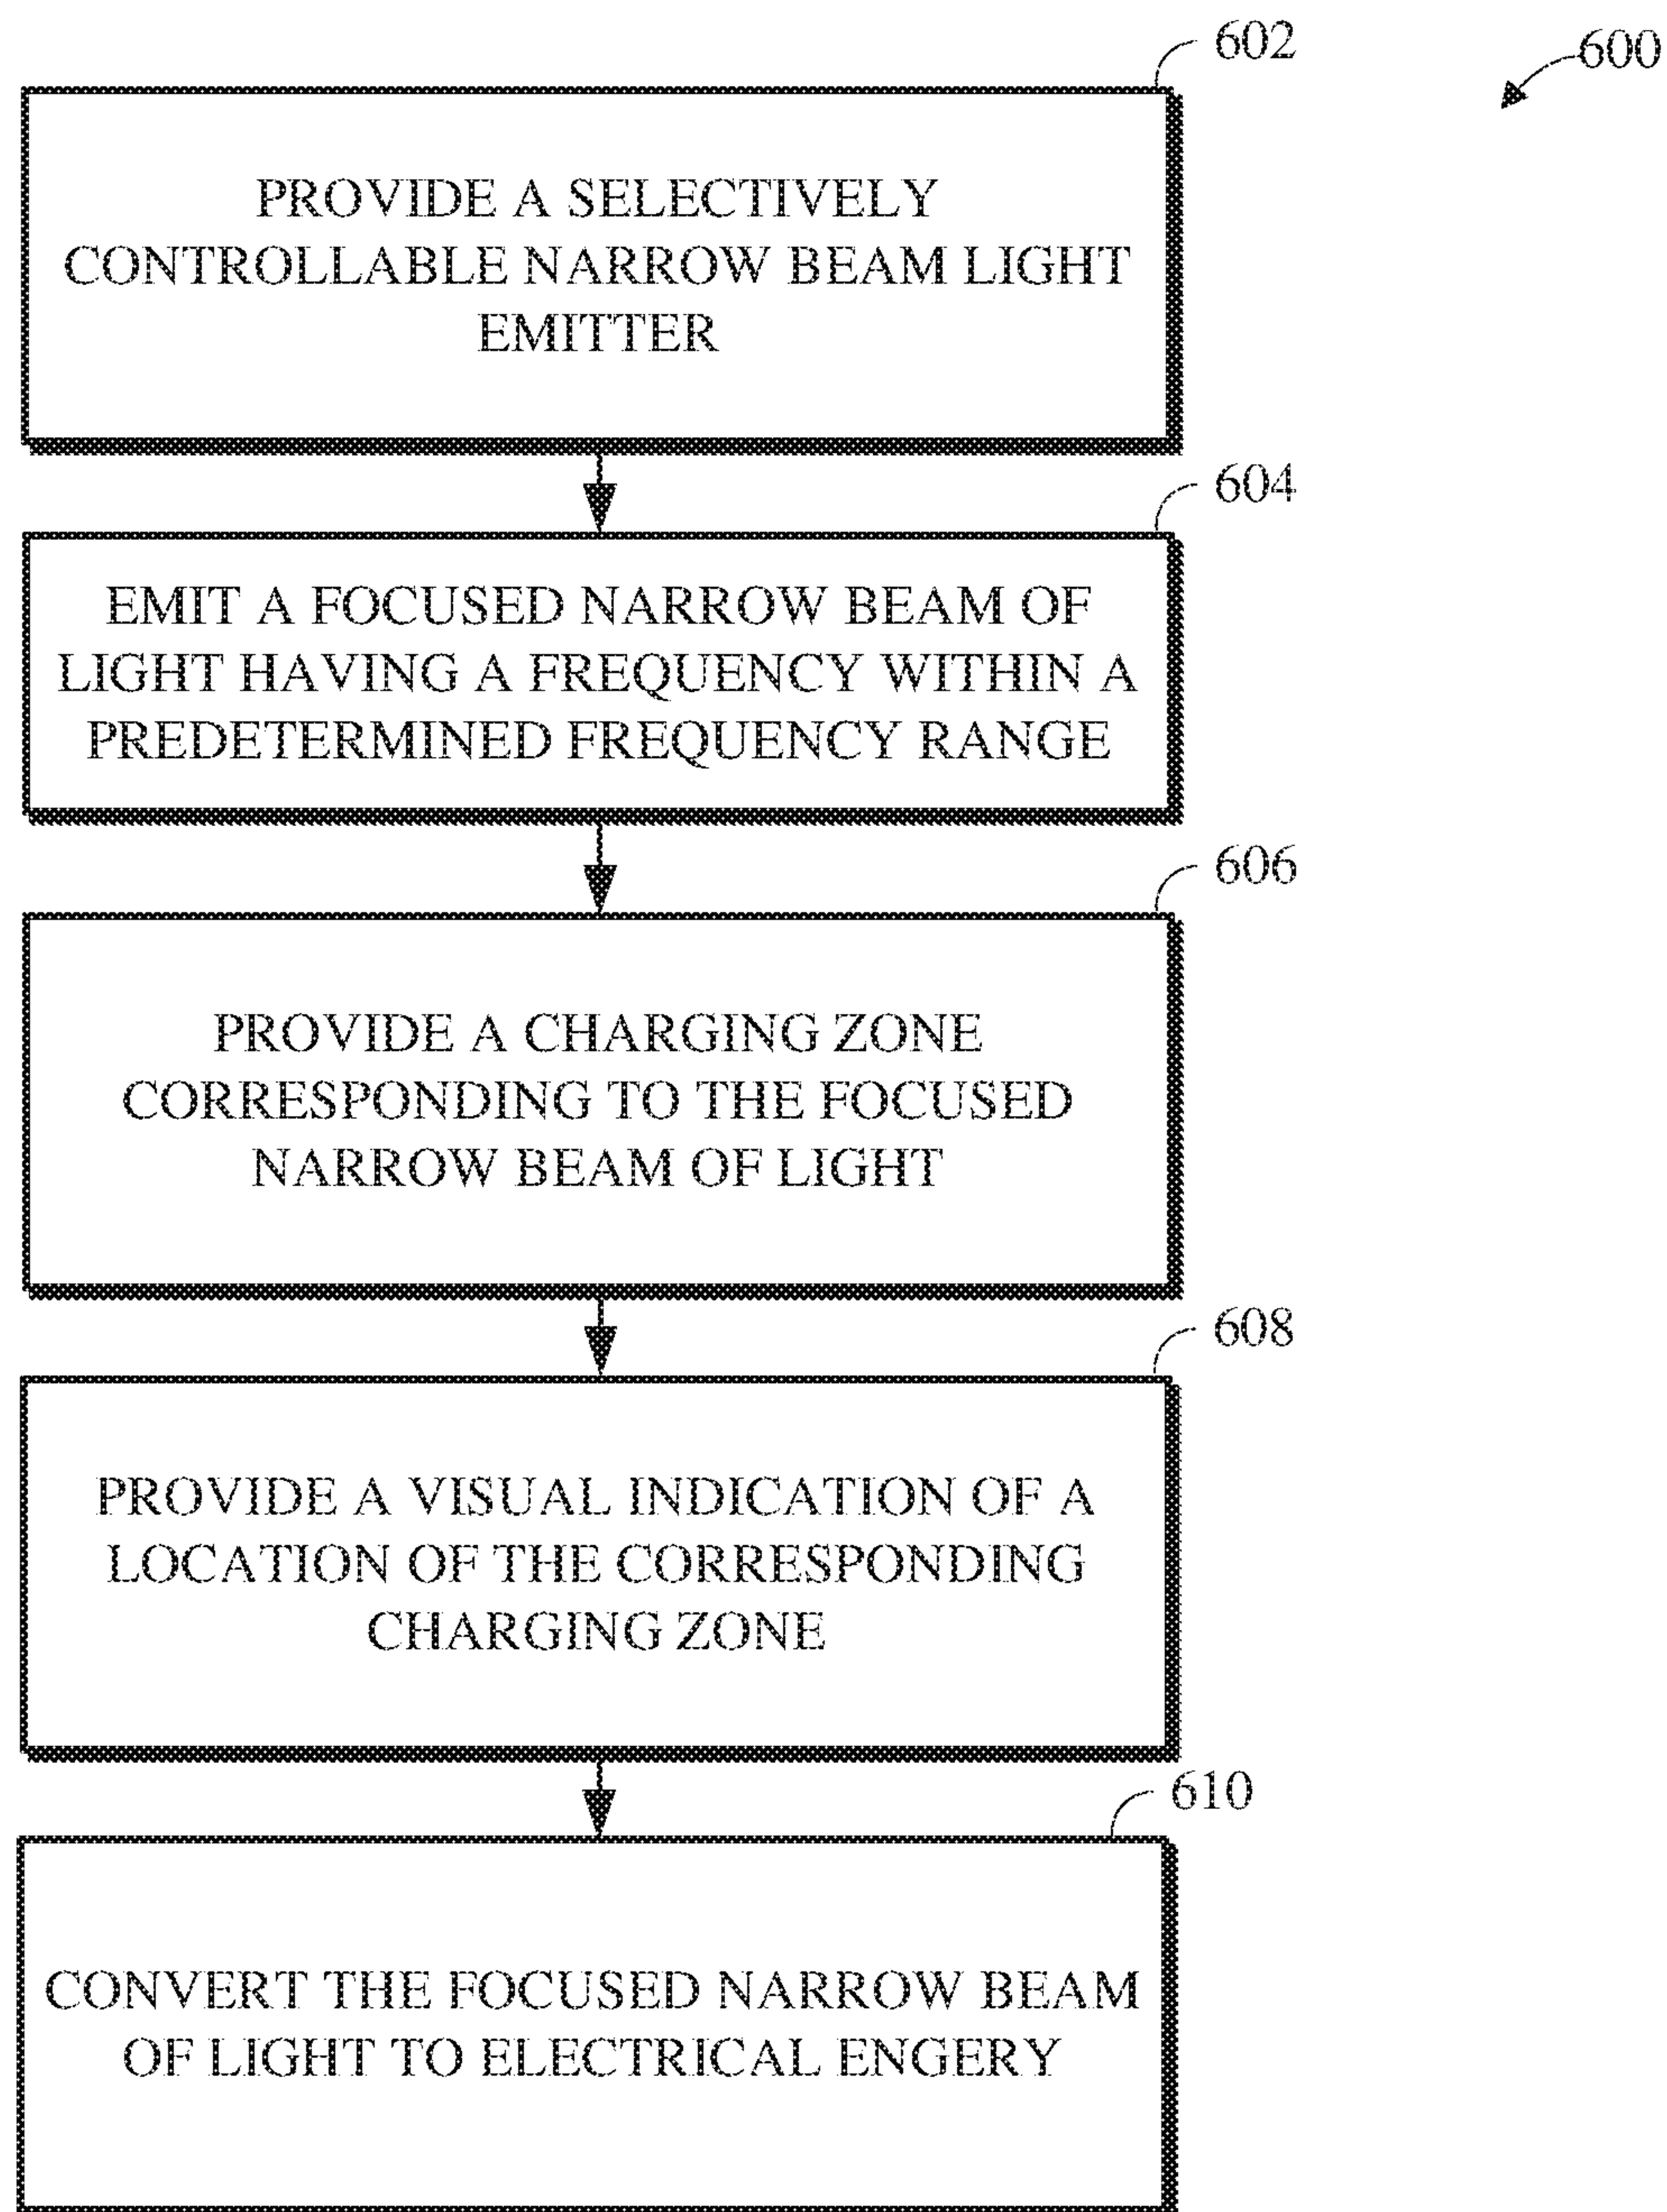 602
600
PROVIDE A SELECTIVELY
CONTROLLABLE NARROW BEAM LIGHT
EMITTER
604
EMIT A FOCUSED NARROW BEAM OF
LIGHT HAVING A FREQUENCY WITHIN A
PREDETERMINED FREQUENCY RANGE
606
PROVIDE A CHARGING ZONE
CORRESPONDING TO THE FOCUSED
NARROW BEAM OF LIGHT
608
PROVIDE A VISUAL INDICATION OF A
LOCATION OF THE CORRESPONDING
CHARGING ZONE
610
CONVERT THE FOCUSED NARROW BEAM
OF LIGHT TO ELECTRICAL ENGERY